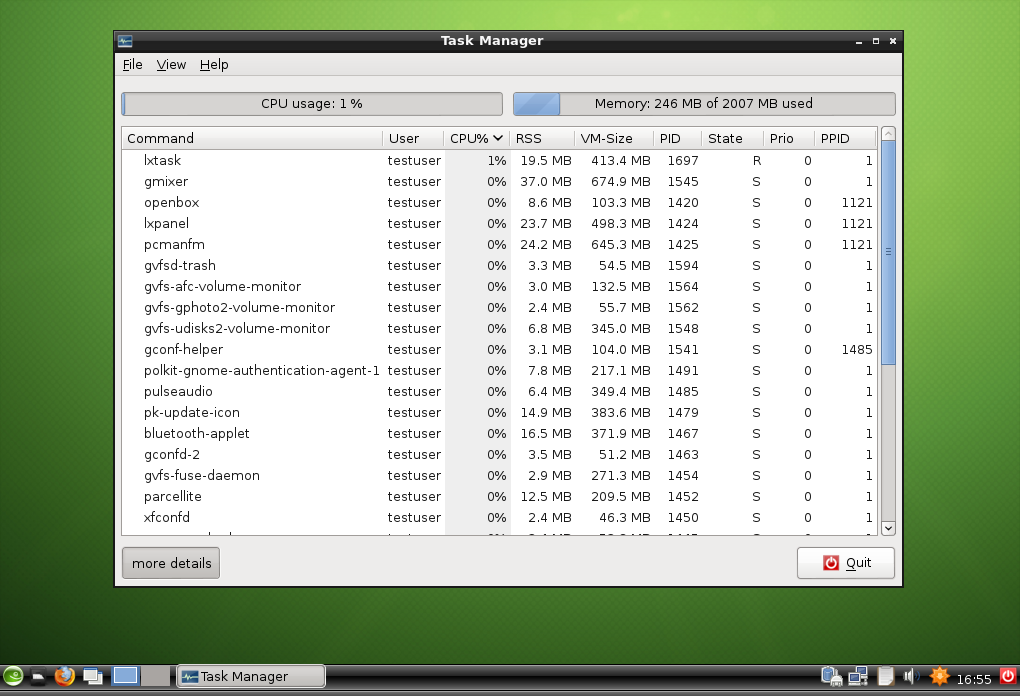 Task Manager
File View Help
CPU usage: 1 % Memory: 246 MB of 2007 MB used
Command User CPU% RSS VM-Size PID State Prio PPID
lxtask testuser 1% 19.5 MB 413.4 MB 1697 R 0 1
gmixer testuser 0% 37.0 MB 674.9 MB 1545 S 0 1
openbox testuser 0% 8.6 MB 103.3 MB 1420 S 0 1121
lxpanel testuser 0% 23.7 MB 498.3 MB 1424 S 0 1121
pcmanfm testuser 0% 24.2 MB 645.3 MB 1425 S 0 1121
gvfsd-trash testuser 0% 3.3 MB 54.5 MB 1594 S 0 1
gvfs-afc-volume-monitor testuser 0% 3.0 MB 132.5 MB 1564 S 0 1
gvfs-gphoto2-volume-monitor testuser 0% 2.4 MB 55.7 MB 1562 S 0 1
gvfs-udisks2-volume-monitor testuser 0% 6.8 MB 345.0 MB 1548 S 0 1
gconf-helper testuser 0% 3.1 MB 104.0 MB 1541 S 0 1485
polkit-gnome-authentication-agent-1 testuser 0% 7.8 MB 217.1 MB 1491 S 0 1
pulseaudio testuser 0% 6.4 MB 349.4 MB 1485 S 0 1
pk-update-icon testuser 0% 14.9 MB 383.6 MB 1479 S 0 1
bluetooth-applet testuser 0% 16.5 MB 371.9 MB 1467 S 0 1
gconfd-2 testuser 0% 3.5 MB 51.2 MB 1463 S 0 1
gvfs-fuse-daemon testuser 0% 2.9 MB 271.3 MB 1454 S 0 1
parcellite testuser 0% 12.5 MB 209.5 MB 1452 S 0 1
xfconfd testuser 0% 2.4 MB 46.3 MB 1450 S 0 1
more details Quit
Task Manager 16:55